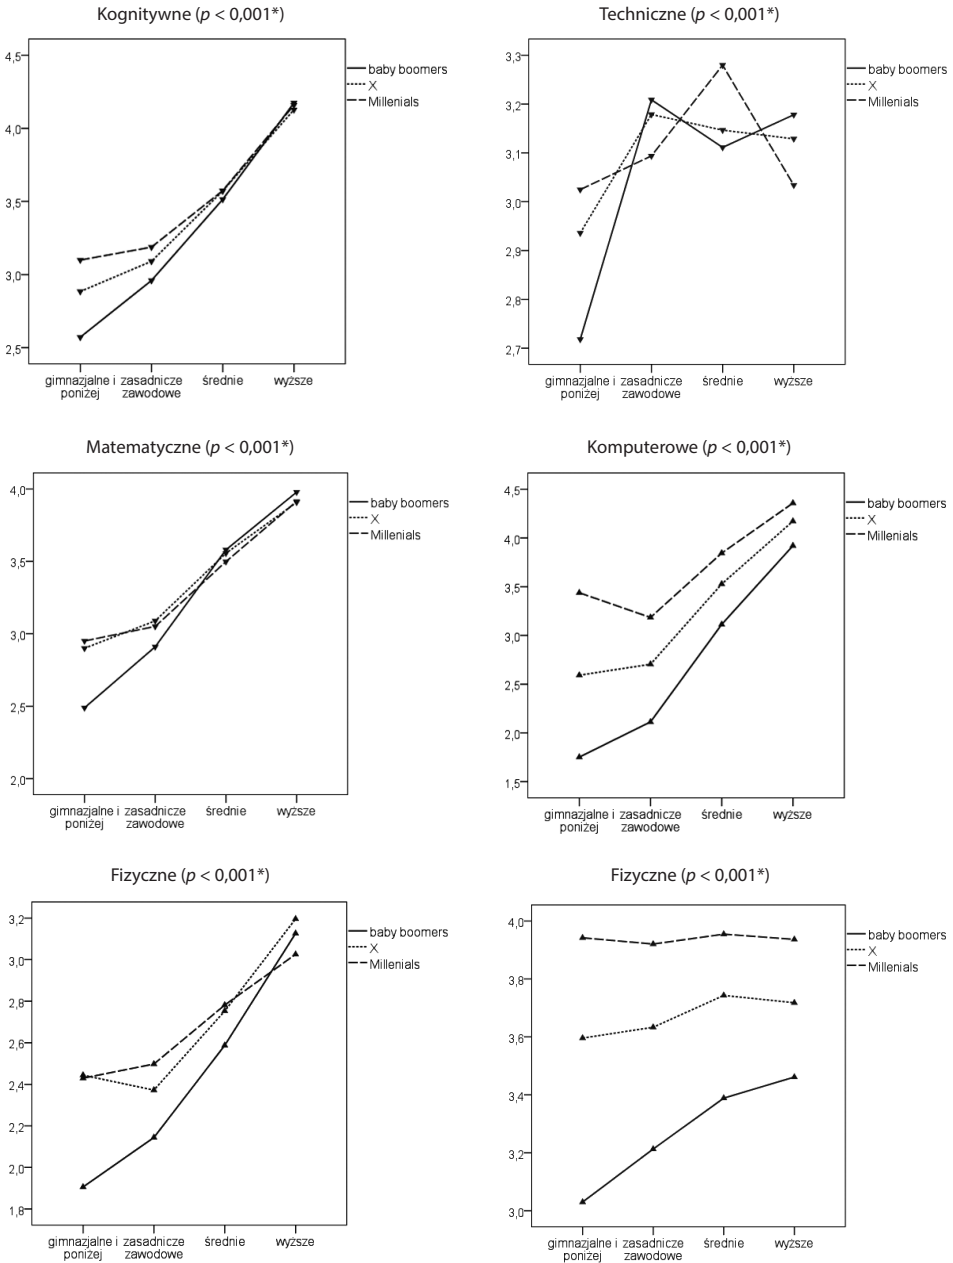 Kognitywne (p < 0,001*)
4,5
4,0
3,5
3,0
2,5
baby boomers
X
Millenials
gimnazjalne i zasadnicze średnie wyższe
poniżej zawodowe
Techniczne (p < 0,001*)
3,3
3,2
3,1
3,0
2,9
2,8
2,7
baby boomers
X
Millenials
gimnazjalne i zasadnicze średnie wyższe
poniżej zawodowe
Matematyczne (p < 0,001*)
4,0
3,5
3,0
2,5
2,0
baby boomers
X
Millenials
gimnazjalne i zasadnicze średnie wyższe
poniżej zawodowe
Komputerowe (p < 0,001*)
4,5
4,0
3,5
3,0
2,5
2,0
1,5
baby boomers
X
Millenials
gimnazjalne i zasadnicze średnie wyższe
poniżej zawodowe
Fizyczne (p < 0,001*)
3,2
3,0
2,8
2,6
2,4
2,2
2,0
1,8
baby boomers
X
Millenials
gimnazjalne i zasadnicze średnie wyższe
poniżej zawodowe
Fizyczne (p < 0,001*)
4,0
3,8
3,6
3,4
3,2
3,0
baby boomers
X
Millenials
gimnazjalne i zasadnicze średnie wyższe
poniżej zawodowe